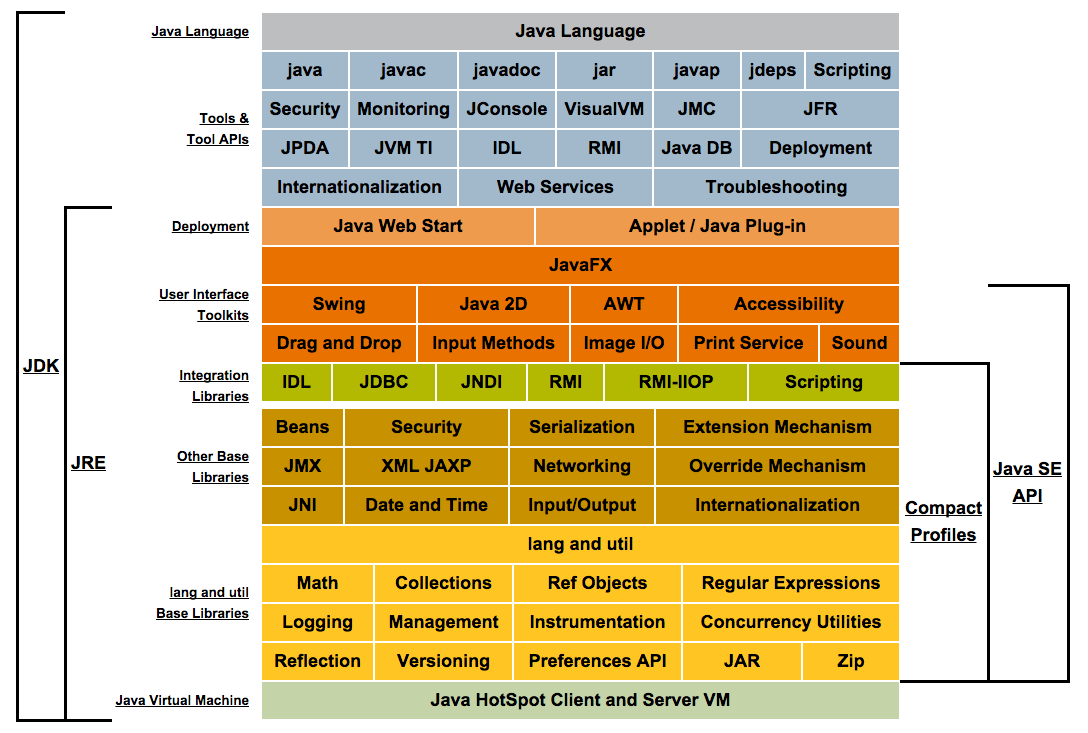 Java Language Java Language
java javac javadoc jar javap jdeps Scripting
Security Monitoring JConsole VisualVM JMC JFR
Tools &
Tool APIs
JPDA JVM TI IDL RMI Java DB Deployment
Internationalization Web Services Troubleshooting
Deployment Java Web Start Applet / Java Plug-in
JavaFX
User Interface
Toolkits
Swing Java 2D AWT Accessibility
Drag and Drop Input Methods Image I/O Print Service Sound
JDK
Integration
Libraries
IDL JDBC JNDI RMI RMI-IIOP Scripting
Beans Security Serialization Extension Mechanism
JRE
Other Base
Libraries
JMX XML JAXP Networking Override Mechanism
Java SE
API
JNI Date and Time Input/Output Internationalization
Compact
Profiles
lang and util
lang and util
Base Libraries
Math Collections Ref Objects Regular Expressions
Logging Management Instrumentation Concurrency Utilities
Reflection Versioning Preferences API JAR Zip
Java Virtual Machine Java HotSpot Client and Server VM